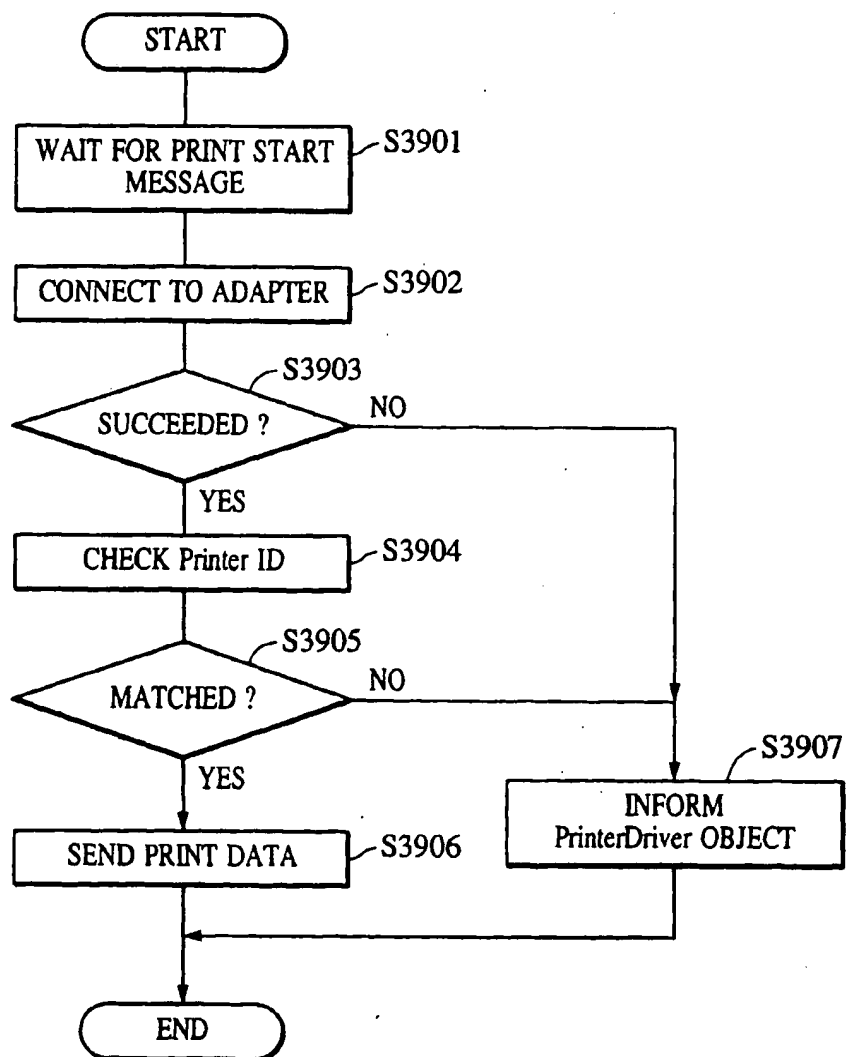 START
WAIT FOR PRINT START
MESSAGE
S3901
CONNECT TO ADAPTER
S3902
S3903
SUCCEEDED ?
NO
YES
CHECK Printer ID
S3904
S3905
MATCHED ?
NO
YES
S3907
INFORM
PrinterDriver OBJECT
SEND PRINT DATA
S3906
END